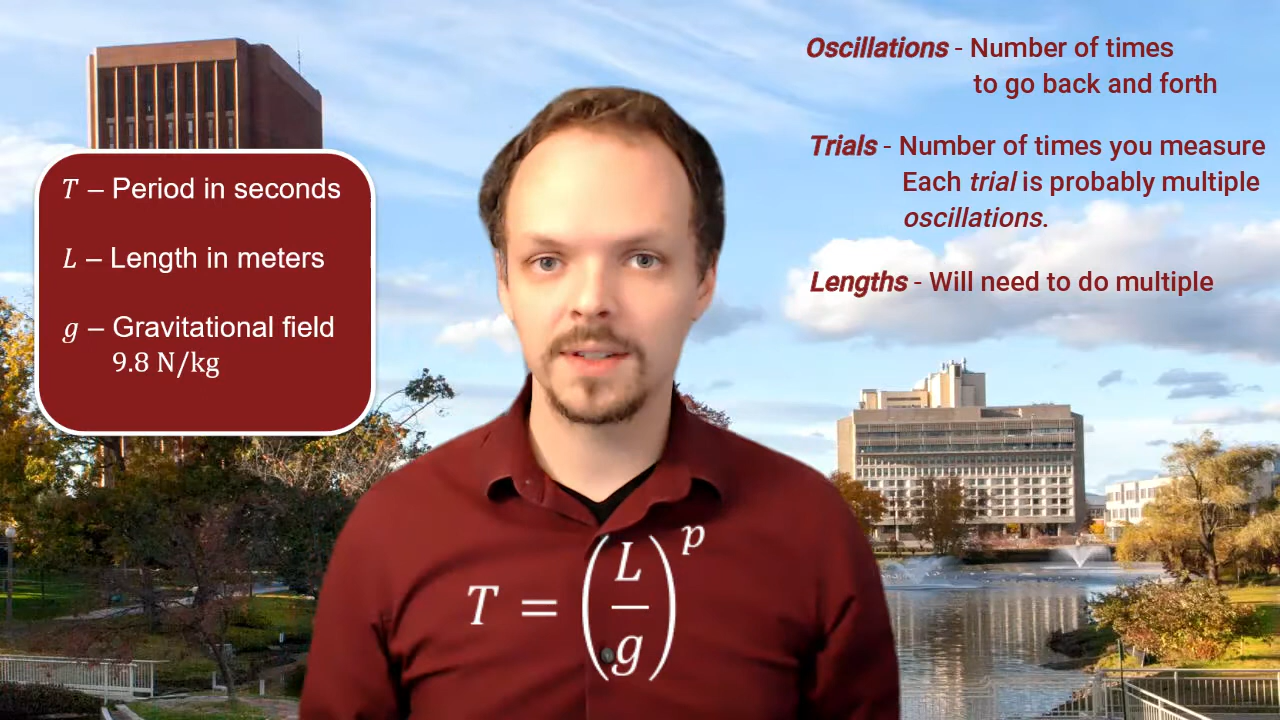 T – Period in seconds
L – Length in meters
g – Gravitational field
9.8 N/kg
Oscillations - Number of times
to go back and forth
Trials - Number of times you measure
Each trial is probably multiple
oscillations.
Lengths - Will need to do multiple
T = (L/g)^p